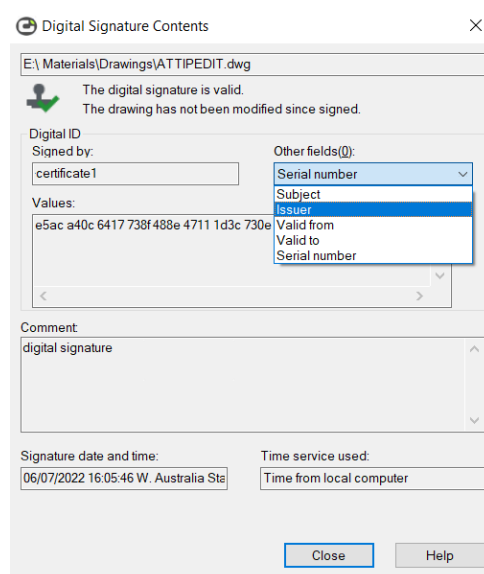 Digital Signature Contents
E:\ Materials\Drawings\ATTIPEDIT.dwg
The digital signature is valid.
The drawing has not been modified since signed.
Digital ID
Signed by:
Other fields(0):
certificate1
Serial number
Subject
Issuer
Valid from
Valid to
Serial number
Values:
e5ac a40c 6417 738f 488e 4711 1d3c 730e
Comment:
digital signature
Signature date and time:
Time service used:
06/07/2022 16:05:46 W. Australia Sta
Time from local computer
Close
Help